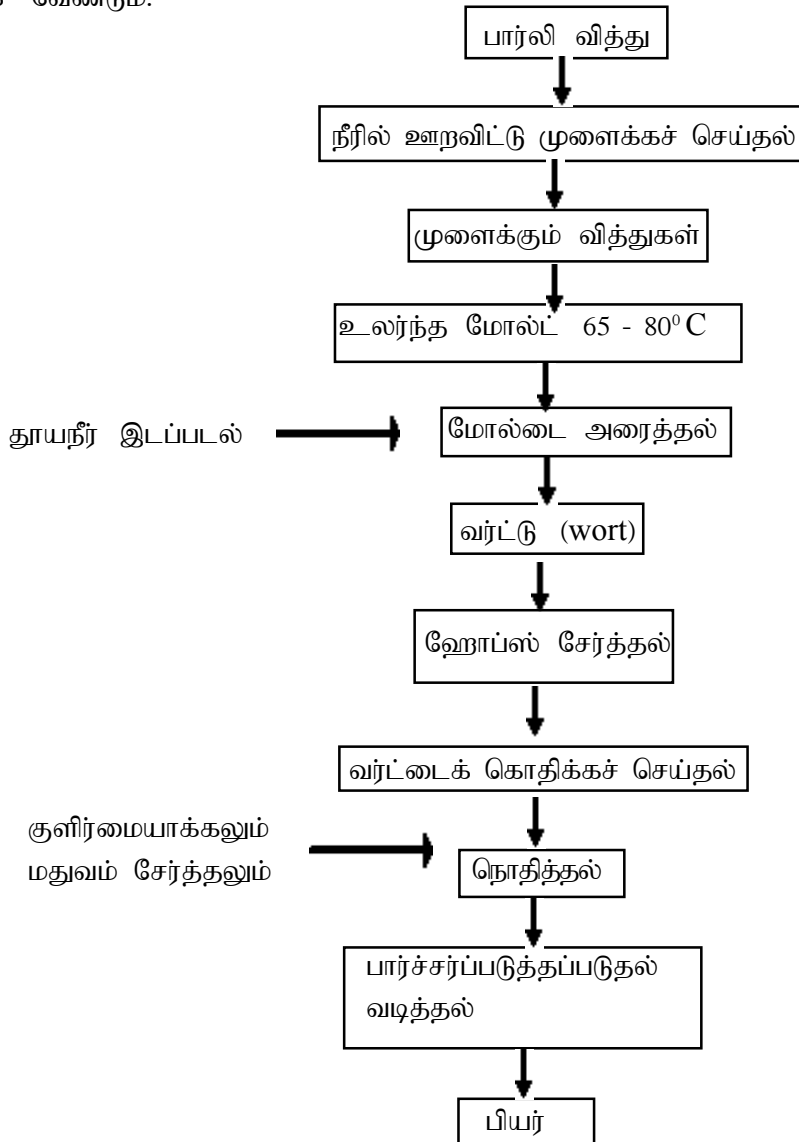 வேண்டும்.
பார்லி வித்து
நீரில் ஊறவிட்டு முளைக்கச் செய்தல்
முளைக்கும் வித்துகள்
உலர்ந்த மோல்ட் 65 - 80⁰ C
தூயநீர் இடப்படல்
மோல்டை அரைத்தல்
வர்ட்டு (wort)
ஹோப்ஸ் சேர்த்தல்
வர்ட்டைக் கொதிக்கச் செய்தல்
குளிர்மையாக்கலும்
மதுவம் சேர்த்தலும்
நொதித்தல்
பார்ச்சர்ப்படுத்தப்படுதல்
வடித்தல்
பியர்